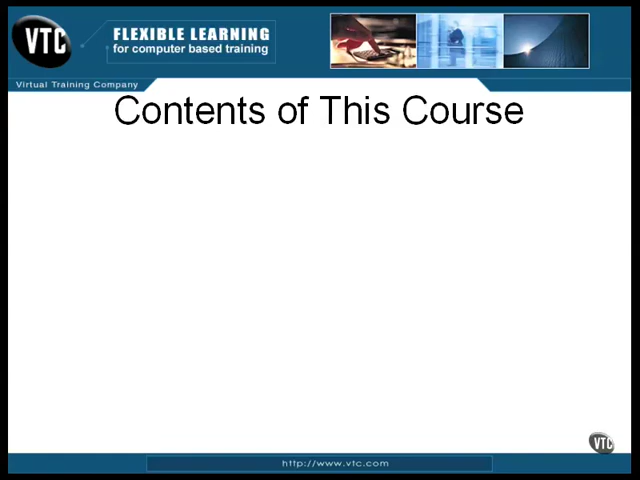 VTC
FLEXIBLE LEARNING
for computer based training
Virtual Training Company
Contents of This Course
VTC
http://www.vtc.com